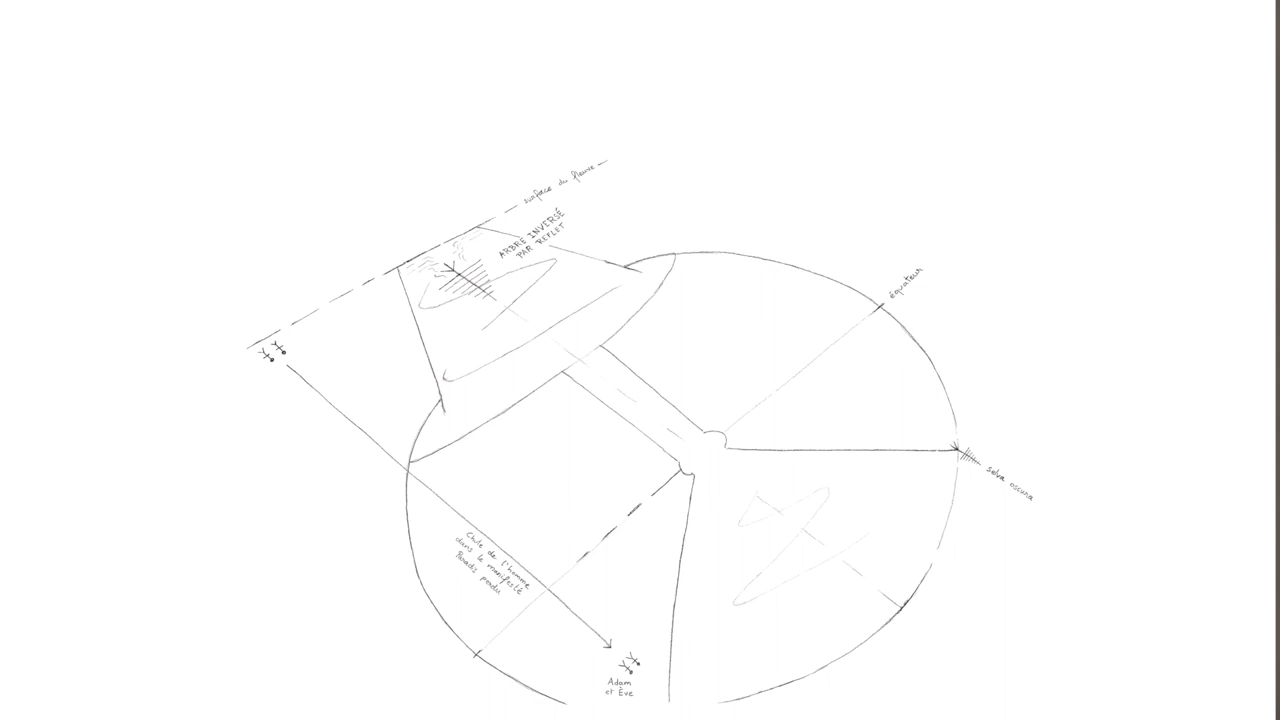 surface du fleuve
ARBRE INVERSÉ
PAR REFLET
équateur
selva oscura
Chute de l'homme
dans le manifesté
Paradis perdu
Adam
et Ève